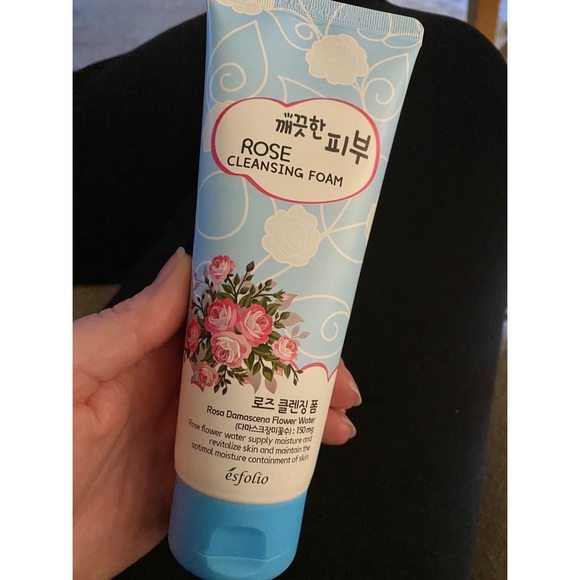 깨끗한 피부
ROSE
CLEANSING FOAM
로즈 클렌징 폼
Rosa Damascena Flower Water
(다마스크장미꽃수) : 150 mg
Rose flower water supply moisture and
revitalize skin and maintain the
optimal moisture containment of skin
esfolio